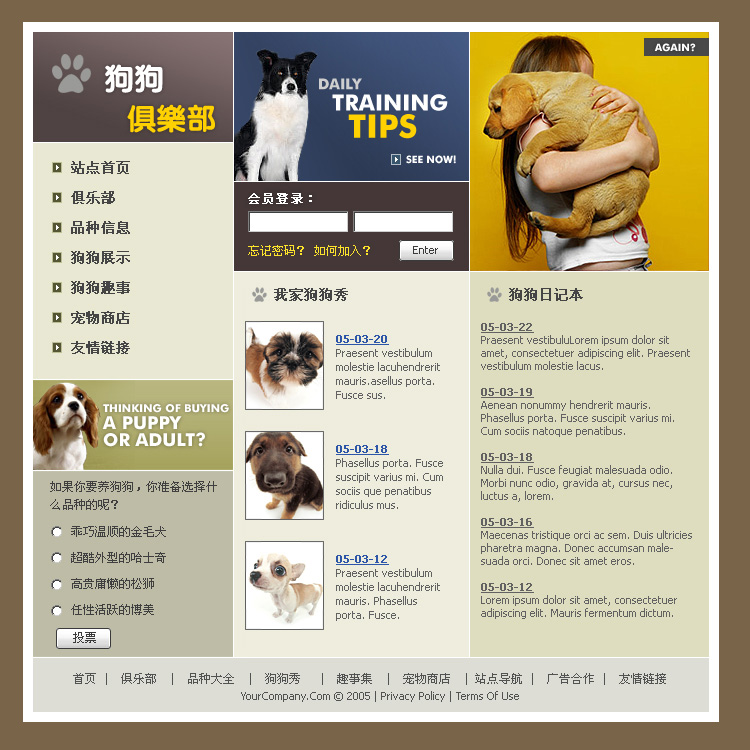 狗狗
俱樂部
站点首页
俱乐部
品种信息
狗狗展示
狗狗趣事
宠物商店
友情链接
THINKING OF BUYING
A PUPPY
OR ADULT?
如果你要养狗狗，你准备选择什
么品种的呢？
乖巧温顺的金毛犬
超酷外型的哈士奇
高贵庸懒的松狮
任性活跃的博美
投票
DAILY
TRAINING
TIPS
SEE NOW!
会员登录：
忘记密码？ 如何加入？
Enter
AGAIN?
我家狗狗秀
05-03-20
Praesent vestibulum
molestie lacuhendrerit
mauris.asellus porta.
Fusce sus.
05-03-18
Phasellus porta. Fusce
suscipit varius mi. Cum
sociis que penatibus
ridiculus mus.
05-03-12
Praesent vestibulum
molestie lacuhendrerit
mauris. Phasellus
porta. Fusce.
狗狗日记本
05-03-22
Praesent vestibuluLorem ipsum dolor sit
amet, consectetuer adipiscing elit. Praesent
vestibulum molestie lacus.
05-03-19
Aenean nonummy hendrerit mauris.
Phasellus porta. Fusce suscipit varius mi.
Cum sociis natoque penatibus.
05-03-18
Nulla dui. Fusce feugiat malesuada odio.
Morbi nunc odio, gravida at, cursus nec,
luctus a, lorem.
05-03-16
Maecenas tristique orci ac sem. Duis ultricies
pharetra magna. Donec accumsan male-
suada orci. Donec sit amet eros.
05-03-12
Lorem ipsum dolor sit amet, consectetuer
adipiscing elit. Mauris fermentum dictum.
首页 | 俱乐部 | 品种大全 | 狗狗秀 | 趣事集 | 宠物商店 | 站点导航 | 广告合作 | 友情链接
YourCompany.Com © 2005 | Privacy Policy | Terms Of Use